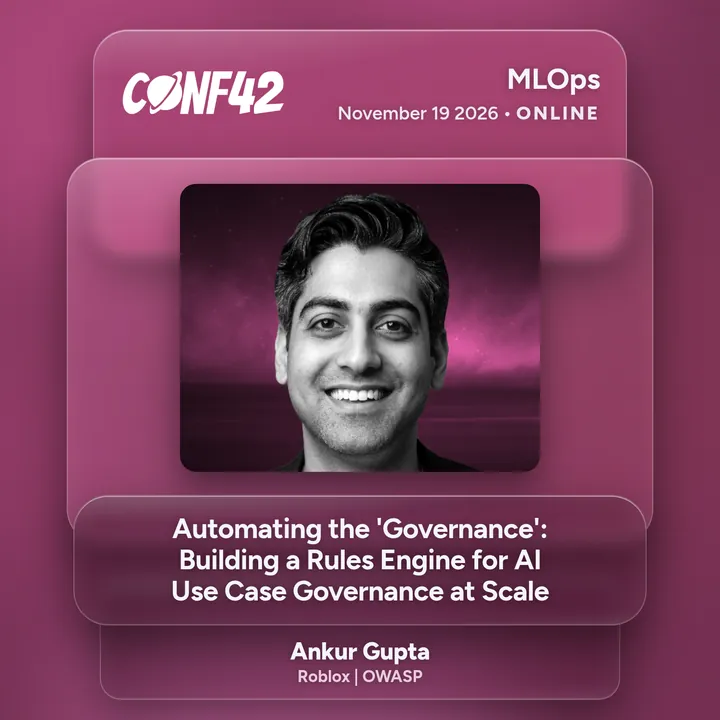 CONF42
MLOps
November 19 2026 • ONLINE
Automating the 'Governance':
Building a Rules Engine for AI
Use Case Governance at Scale
Ankur Gupta
Roblox | OWASP